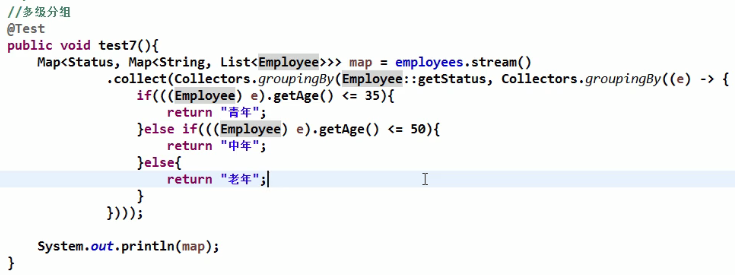 //多级分组
@Test
public void test7(){
    Map<Status, Map<String, List<Employee>>> map = employees.stream()
            .collect(Collectors.groupingBy(Employee::getStatus, Collectors.groupingBy((e) -> {
                if(((Employee) e).getAge() <= 35){
                    return "青年";
                }else if(((Employee) e).getAge() <= 50){
                    return "中年";
                }else{
                    return "老年";
                }
            })));

    System.out.println(map);
}